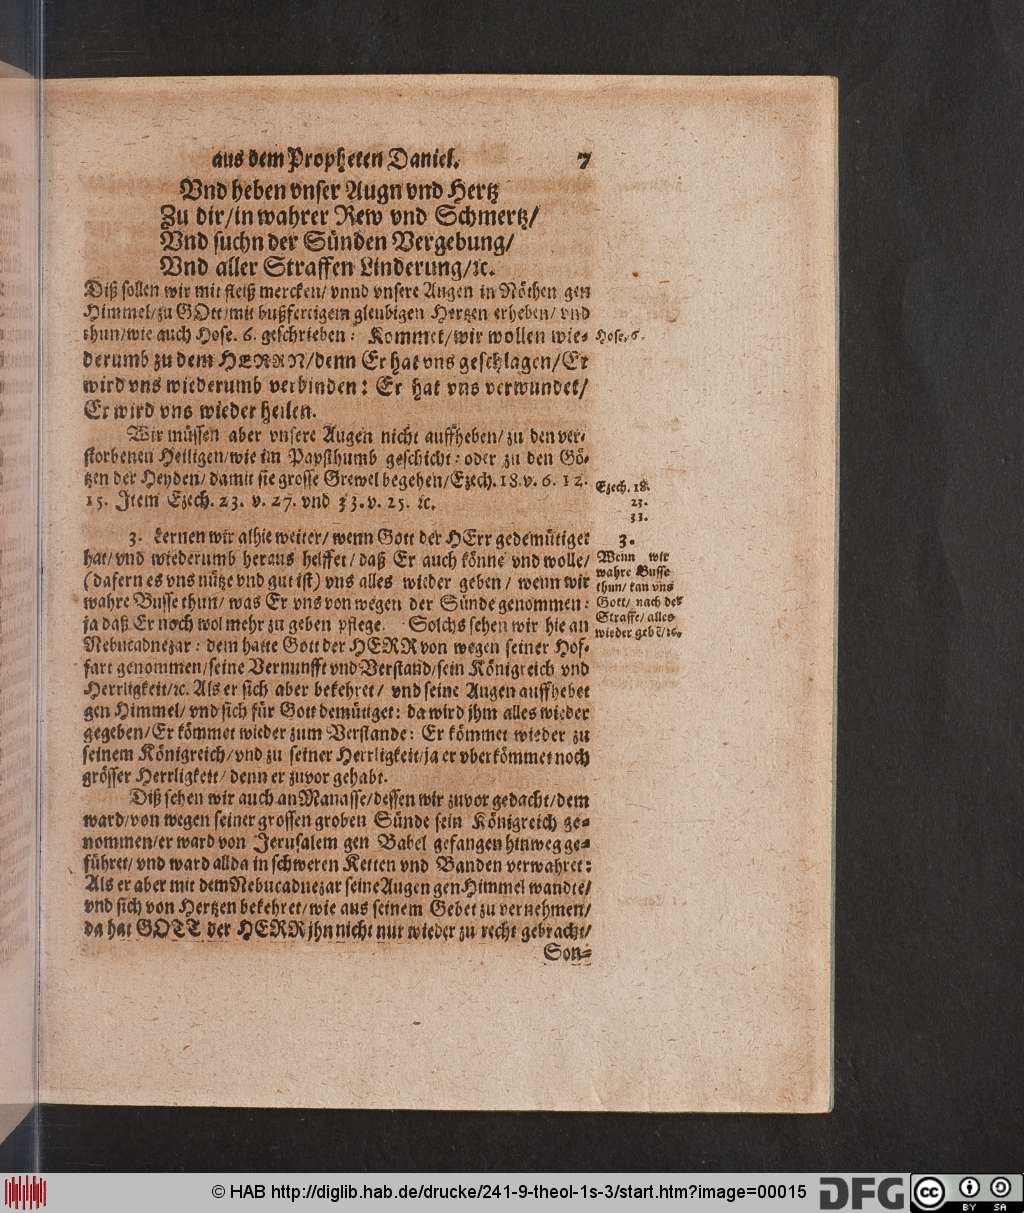 aus dem Propheten Daniel. 7
Vnd heben vnser Augn vnd Hertz
Zu dir/in wahrer Rew vnd Schmertz/
Vnd suchn der Sünden Vergebung/
Vnd aller Straffen Linderung/ꝛc.
Diß sollen wir mit fleiß mercken/ vnnd vnsere Augen in Nöthen gen
Himmel/zu GOtt/mit bußfertigem gleubigen Hertzen erheben/ vnd
thun/wie auch Hose. 6. geschrieben: Kommet/wir wollen wie-
Hose. 6.
derumb zu dem HERRN/denn Er hat vns geschlagen/Er
wird vns wiederumb verbinden: Er hat vns verwundet/
Er wird vns wieder heilen.
Wir müssen aber vnsere Augen nicht auffheben/ zu den ver-
storbenen Heiligen/wie im Papsthumb geschicht: oder zu den Gö-
tzen der Heyden/ damit sie grosse Grewel begehen/Ezech. 18. v. 6. 12.
Ezech. 18.
15. Item Ezech. 23. v. 27. vnd 33. v. 25. ꝛc.
23.
33.
3. Lernen wir alhie weiter/ wenn Gott der HErr gedemütiget
3.
hat/ vnd wiederumb heraus helffet/ daß Er auch könne vnd wolle/
Wenn wir
(dafern es vns nütze vnd gut ist) vns alles wieder geben/ wenn wir
wahre Busse
thun/ kan vns
wahre Busse thun/ was Er vns von wegen der Sünde genommen:
Gott/ nach der
ja daß Er noch wol mehr zu geben pflege. Solchs sehen wir hie an
Straffe/ alles
wieder gebē/ꝛc.
Nebucadnezar: dem hatte Gott der HERR von wegen seiner Hof-
fart genommen/seine Vernunfft vnd Verstand/sein Königreich vnd
Herrligkeit/ꝛc. Als er sich aber bekehret/ vnd seine Augen auffhebet
gen Himmel/ vnd sich für Gott demütiget: da wird jhm alles wieder
gegeben/Er kömmet wieder zum Verstande: Er kömmet wieder zu
seinem Königreich/vnd zu seiner Herrligkeit/ja er vberkömmet noch
grösser Herrligkeit/ denn er zuvor gehabt.
Diß sehen wir auch an Manasse/dessen wir zuvor gedacht/dem
ward/von wegen seiner grossen groben Sünde sein Königreich ge-
nommen/er ward von Jerusalem gen Babel gefangen hinweg ge-
führet/ vnd ward allda in schweren Ketten vnd Banden verwahret:
Als er aber mit dem Nebucadnezar seine Augen gen Himmel wandte/
vnd sich von Hertzen bekehret/wie aus seinem Gebet zu vernehmen/
da hat GOTT der HERR jhn nicht nur wieder zu recht gebracht/
Son-
© HAB http://diglib.hab.de/drucke/241-9-theol-1s-3/start.htm?image=00015
DFG
cc BY SA